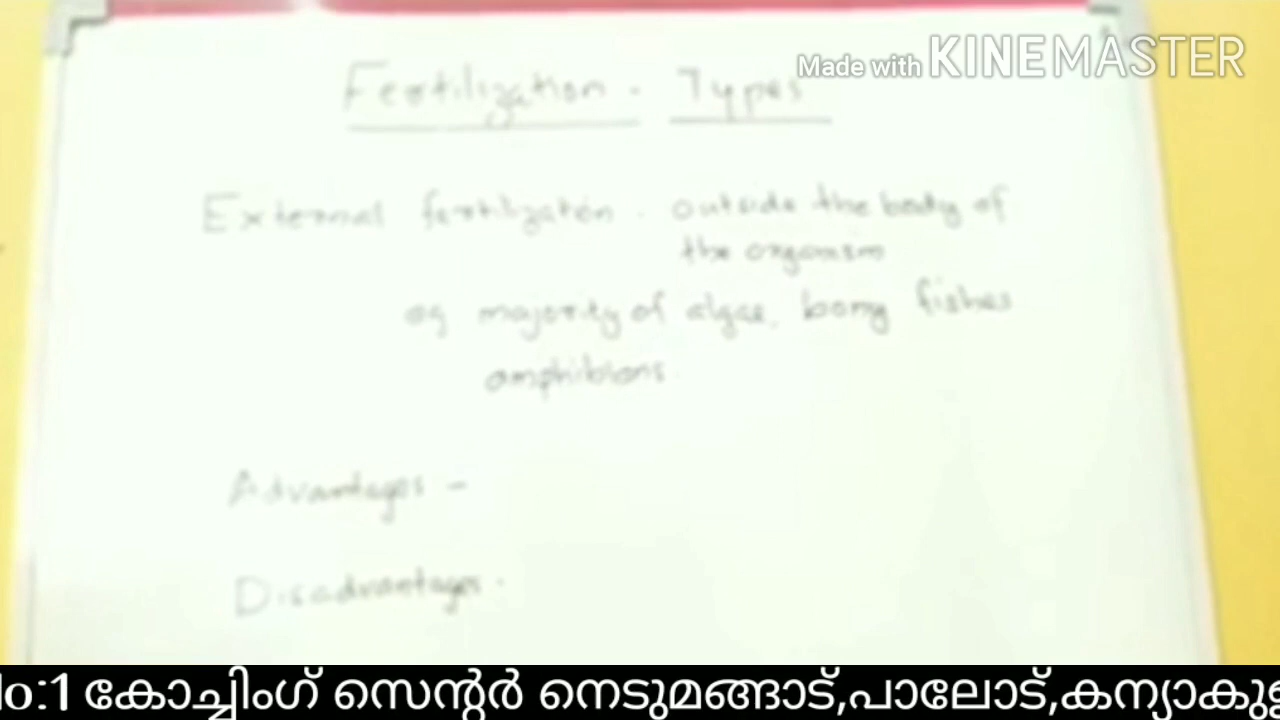 Made with KINEMASTER
Fertilization - Types
External fertilization - outside the body of
the organism
eg majority of algae, bony fishes
amphibians
Advantages -
Disadvantages -
No:1 കോച്ചിംഗ് സെന്റർ നെടുമങ്ങാട്,പാലോട്,